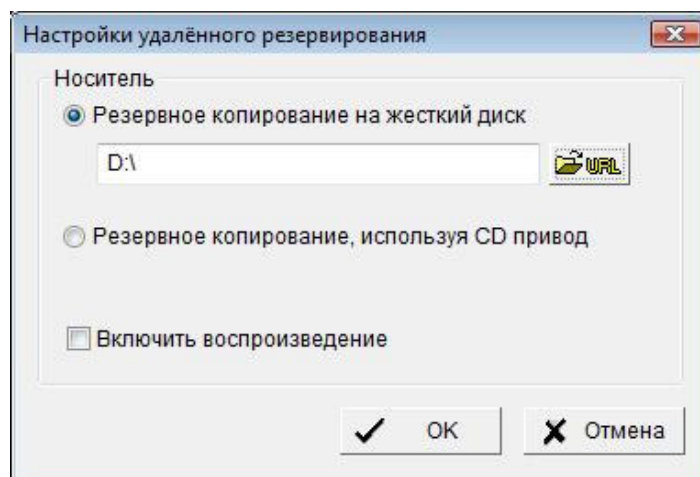 Настройки удалённого резервирования
Носитель
Резервное копирование на жесткий диск
D:\
URL
Резервное копирование, используя CD привод
Включить воспроизведение
OK
Отмена